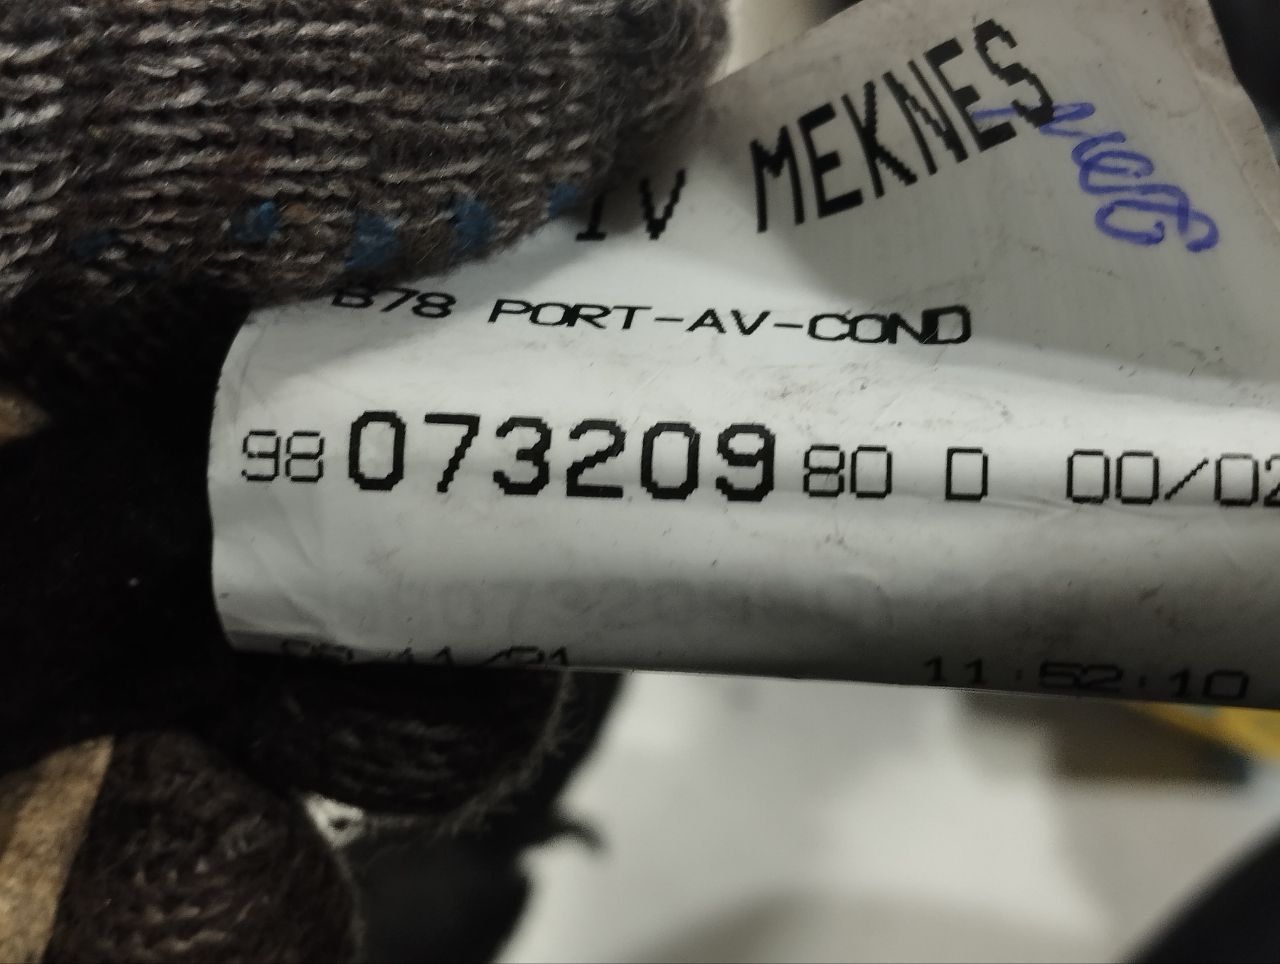 IV MEKNES
B78 PORT-AV-COND
98 073209 80 D 00/02
11:52:10